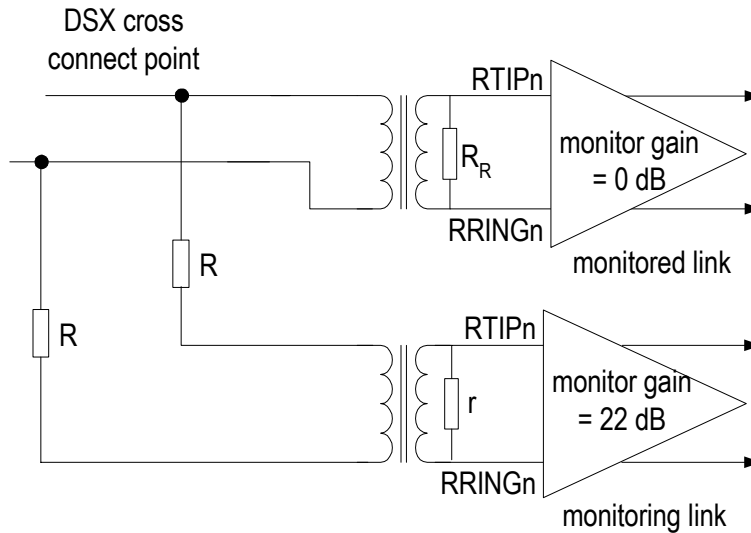 DSX cross
connect point
RTIPn
R_R
monitor gain
= 0 dB
RRINGn
monitored link
R
R
RTIPn
r
monitor gain
= 22 dB
RRINGn
monitoring link